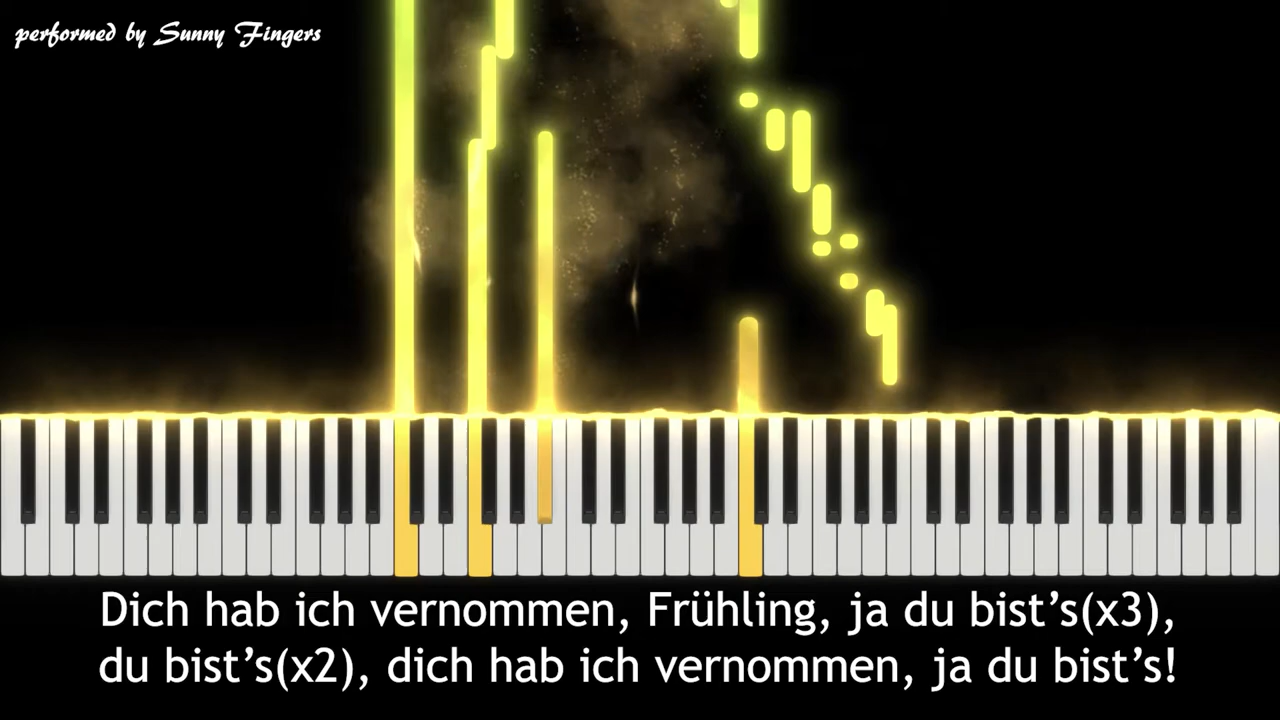 performed by Sunny Fingers
Dich hab ich vernommen, Frühling, ja du bist’s(x3),
du bist’s(x2), dich hab ich vernommen, ja du bist’s!